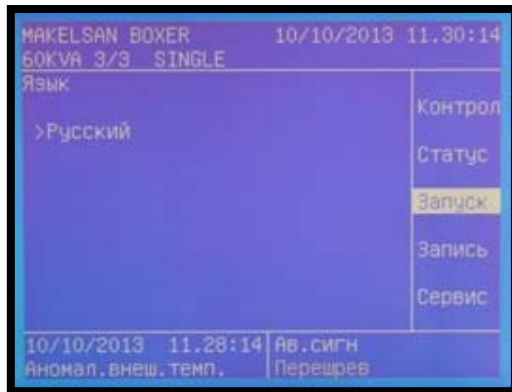 MAKELSAN BOXER 10/10/2013 11.30:14
60KVA 3/3 SINGLE
Язык
>Русский
Контрол
Статус
Запуск
Запись
Сервис
10/10/2013 11.28:14 Ав.сигн
Аномал.внеш.темп. Перещрев